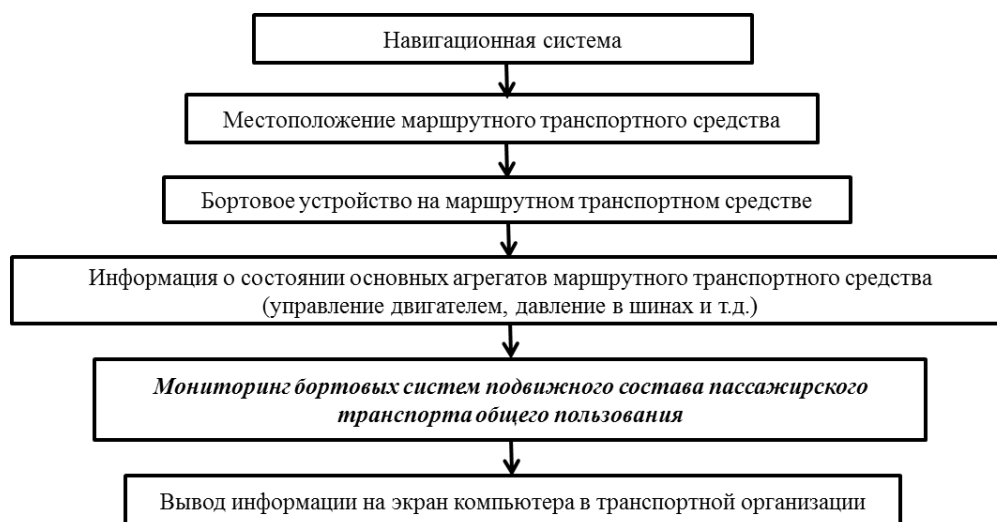 Навигационная система
Местоположение маршрутного транспортного средства
Бортовое устройство на маршрутном транспортном средстве
Информация о состоянии основных агрегатов маршрутного транспортного средства
(управление двигателем, давление в шинах и т.д.)
Мониторинг бортовых систем подвижного состава пассажирского
транспорта общего пользования
Вывод информации на экран компьютера в транспортной организации